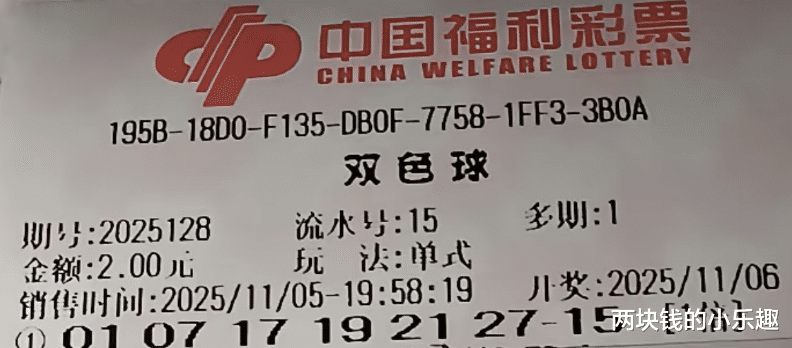 中国福利彩票
CHINA WELFARE LOTTERY
195B-18D0-F135-DB0F-7758-1FF3-3B0A
双色球
期号:2025128 流水号:15 多期:1
金额:2.00元 玩 法:单式
销售时间:2025/11/05-19:58:19 开奖:2025/11/06
① 01 07 17 19 21 27-15
两块钱的小乐趣